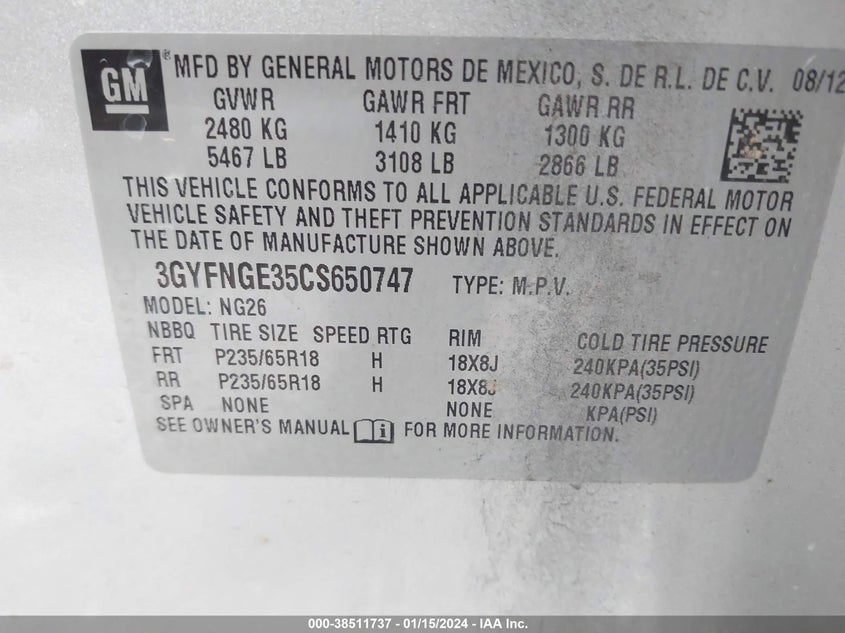 GM® MFD BY GENERAL MOTORS DE MEXICO, S. DE R.L. DE C.V. 08/12
GVWR GAWR FRT GAWR RR
2480 KG 1410 KG 1300 KG
5467 LB 3108 LB 2866 LB
THIS VEHICLE CONFORMS TO ALL APPLICABLE U.S. FEDERAL MOTOR
VEHICLE SAFETY AND THEFT PREVENTION STANDARDS IN EFFECT ON
THE DATE OF MANUFACTURE SHOWN ABOVE.
3GYFNGE35CS650747 TYPE: M.P.V.
MODEL: NG26
NBBQ TIRE SIZE SPEED RTG RIM COLD TIRE PRESSURE
FRT P235/65R18 H 18X8J 240KPA(35PSI)
RR P235/65R18 H 18X8J 240KPA(35PSI)
SPA NONE NONE KPA(PSI)
SEE OWNER'S MANUAL i FOR MORE INFORMATION.
000-38511737 - 01/15/2024 - IAA Inc.